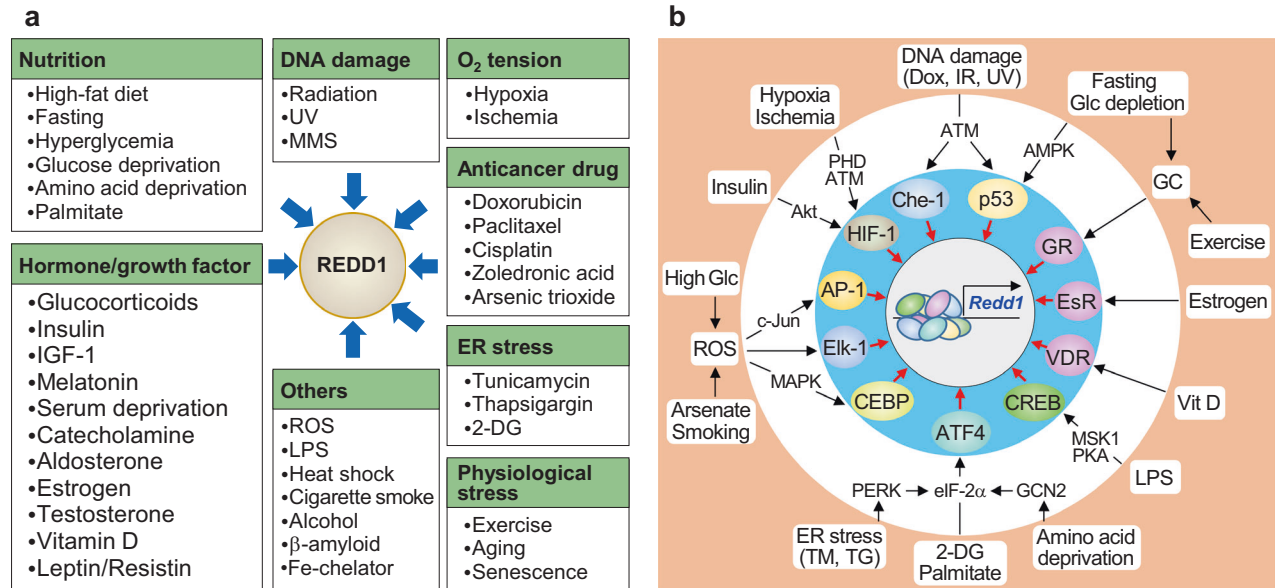 a
Nutrition
•High-fat diet
•Fasting
•Hyperglycemia
•Glucose deprivation
•Amino acid deprivation
•Palmitate
DNA damage
•Radiation
•UV
•MMS
O2 tension
•Hypoxia
•Ischemia
Anticancer drug
•Doxorubicin
•Paclitaxel
•Cisplatin
•Zoledronic acid
•Arsenic trioxide
REDD1
Hormone/growth factor
•Glucocorticoids
•Insulin
•IGF-1
•Melatonin
•Serum deprivation
•Catecholamine
•Aldosterone
•Estrogen
•Testosterone
•Vitamin D
•Leptin/Resistin
Others
•ROS
•LPS
•Heat shock
•Cigarette smoke
•Alcohol
•β-amyloid
•Fe-chelator
ER stress
•Tunicamycin
•Thapsigargin
•2-DG
Physiological
stress
•Exercise
•Aging
•Senescence
b
DNA damage
(Dox, IR, UV)
Hypoxia
Ischemia
Fasting
Glc depletion
ATM
AMPK
PHD
ATM
Insulin
Akt
GC
Exercise
Che-1
p53
HIF-1
GR
High Glc
AP-1
Redd1
EsR
Estrogen
c-Jun
ROS
Elk-1
VDR
MAPK
CEBP
CREB
Vit D
Arsenate
Smoking
ATF4
MSK1
PKA
LPS
PERK
eIF-2α
GCN2
ER stress
(TM, TG)
2-DG
Palmitate
Amino acid
deprivation